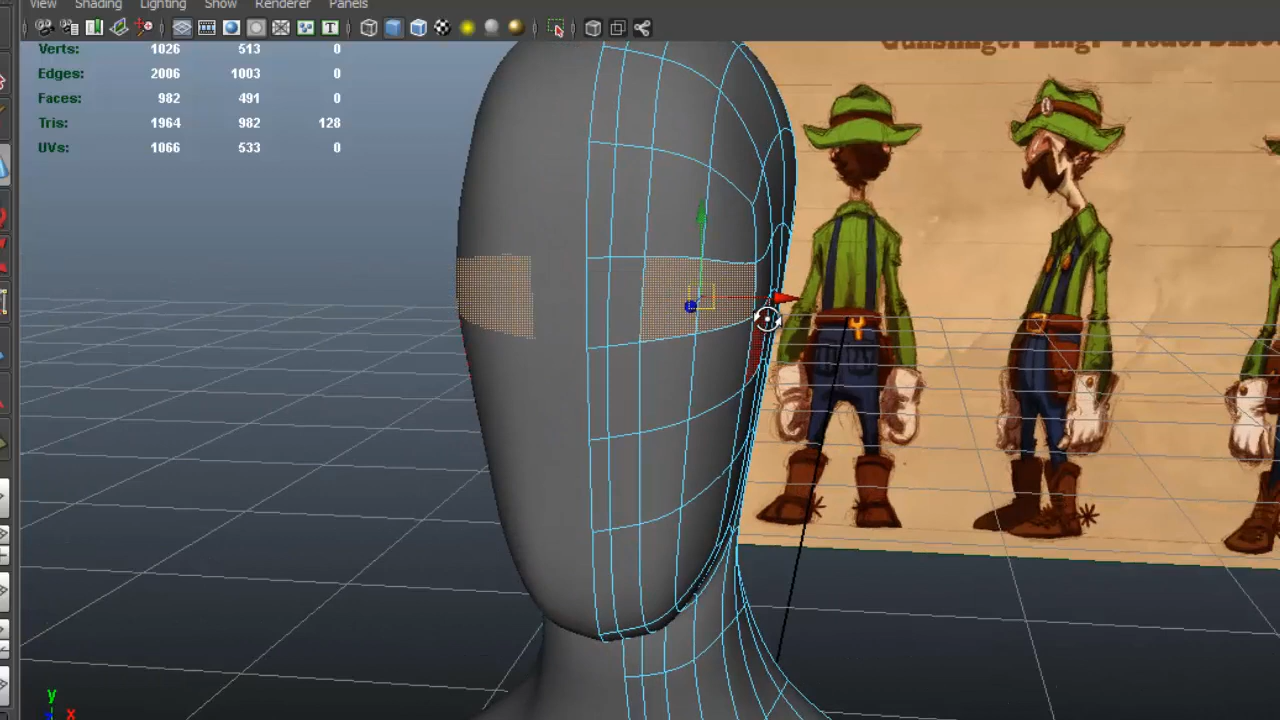 View Shading Lighting Show Renderer Panels
Verts: 1026 513 0
Edges: 2006 1003 0
Faces: 982 491 0
Tris: 1964 982 128
UVs: 1066 533 0
y
x